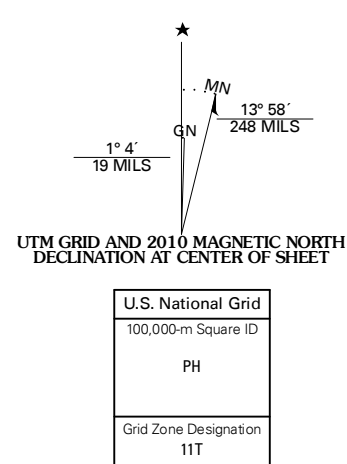 MN
GN
13° 58´
248 MILS
1° 4´
19 MILS
UTM GRID AND 2010 MAGNETIC NORTH
DECLINATION AT CENTER OF SHEET
U.S. National Grid
100,000-m Square ID
PH
Grid Zone Designation
11T